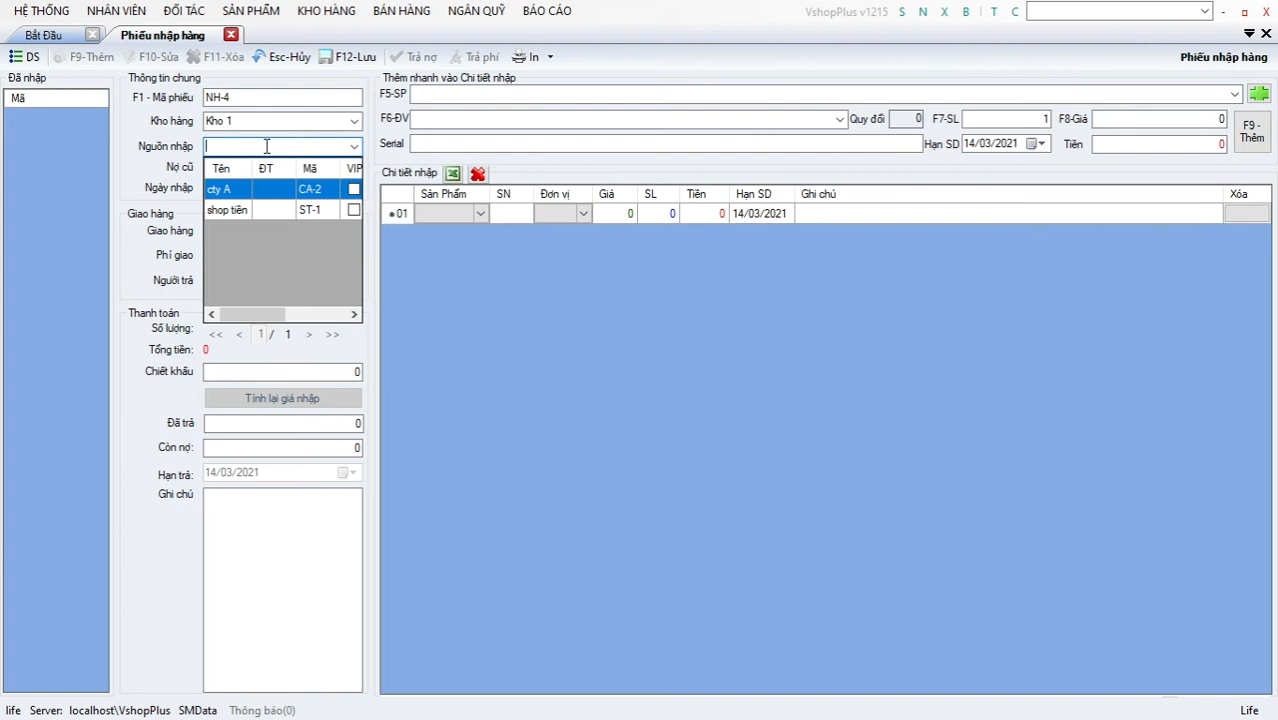 HỆ THỐNG NHÂN VIÊN ĐỐI TÁC SẢN PHẨM KHO HÀNG BÁN HÀNG NGÂN QUỸ BÁO CÁO VshopPlus v1215 S N X B T C - X
Bắt Đầu Phiếu nhập hàng
DS F9-Thêm F10-Sửa F11-Xóa Esc-Hủy F12-Lưu Trả nợ Trả phí In Phiếu nhập hàng
Đã nhập
Mã
Thông tin chung
F1 - Mã phiếu NH-4
Kho hàng Kho 1
Nguồn nhập
Nợ cũ
Ngày nhập
Tên ĐT Mã VIP
cty A CA-2
shop tiên ST-1
Giao hàng
Giao hàng
Phí giao
Người trả
<< < 1 / 1 > >>
Thanh toán
Số lượng:
Tổng tiền: 0
Chiết khấu 0
Tính lại giá nhập
Đã trả 0
Còn nợ: 0
Hạn trả: 14/03/2021
Ghi chú
Thêm nhanh vào Chi tiết nhập
F5-SP
F6-ĐV Quy đổi 0 F7-SL 1 F8-Giá 0
Serial Hạn SD 14/03/2021 Tiền 0
F9 -
Thêm
Chi tiết nhập
Sản Phẩm SN Đơn vị Giá SL Tiền Hạn SD Ghi chú Xóa
01 0 0 0 14/03/2021
life Server: localhost\VshopPlus SMData Thông báo(0) Life